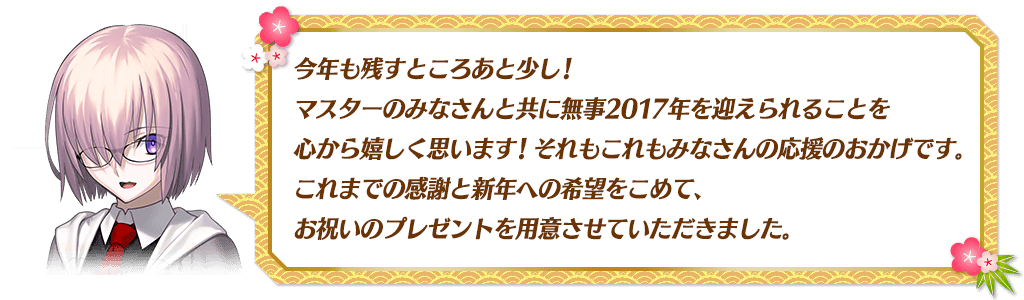 今年も残すところあと少し!
マスターのみなさんと共に無事2017年を迎えられることを
心から嬉しく思います! それもこれもみなさんの応援のおかげです。
これまでの感謝と新年への希望をこめて、
お祝いのプレゼントを用意させていただきました。